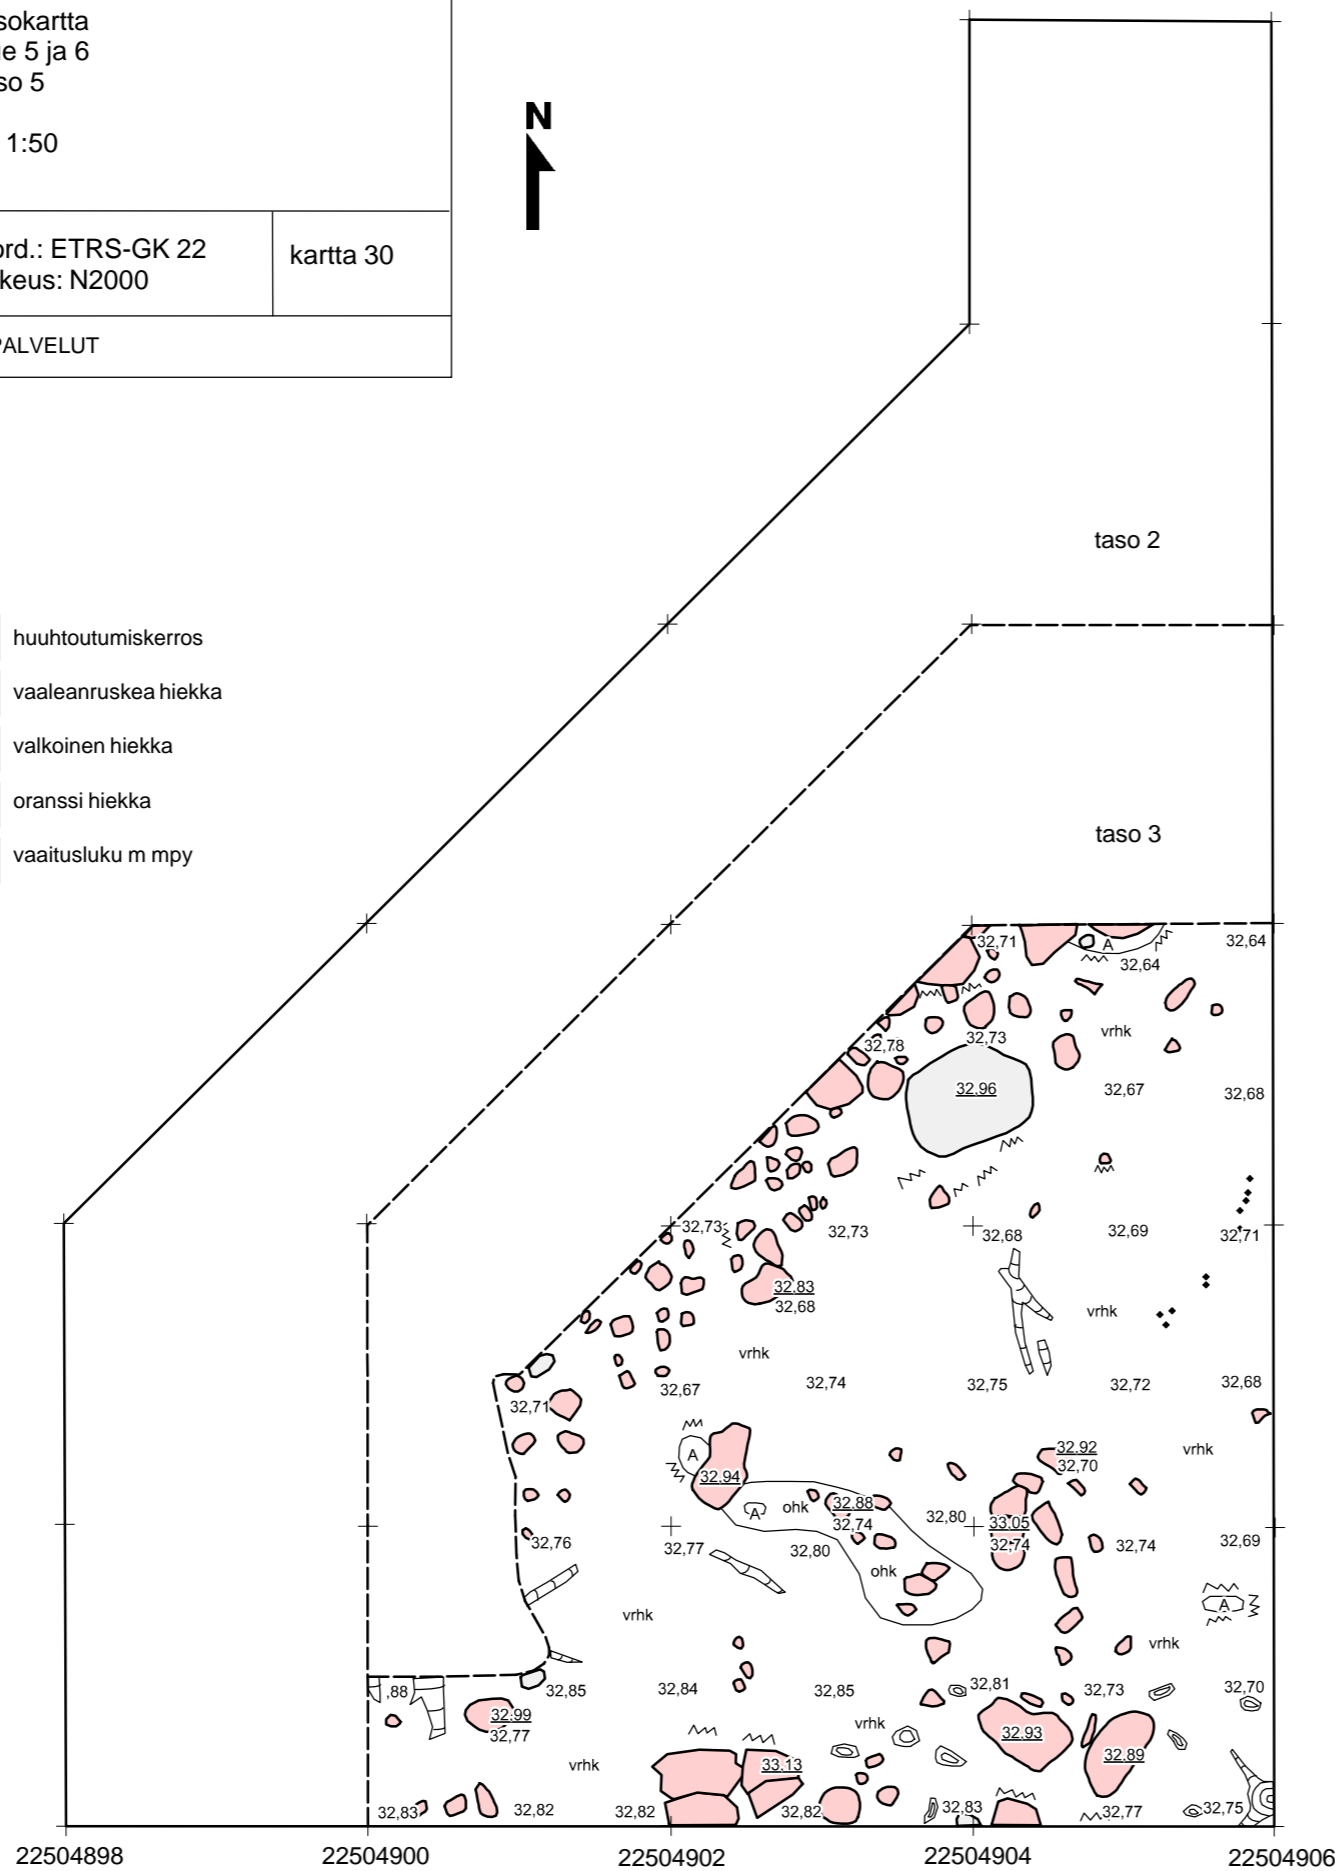 sokartta
ue 5 ja 6
so 5
1:50
ord.: ETRS-GK 22
rkeus: N2000
kartta 30
PALVELUT
N
huuhtoutumiskerros
vaaleanruskea hiekka
valkoinen hiekka
oranssi hiekka
vaaitusluku m mpy
taso 2
taso 3
32,71 A 32,64
32,64
vrhk
32,78 32,73
32.96 32,67 32,68
32,73 32,73 32,68 32,69 32,71
32.83
32,68
vrhk
vrhk
32,67 32,74 32,75 32,72 32,68
32,71
32.92 vrhk
A 32,70
32.94
A ohk 32.88 32,80 33.05
32,74
32,76 32,77 32,80 32,74 32,74 32,69
ohk
A
vrhk
vrhk
,88 32,85 32,84 32,85 32,81 32,73 32,70
32.99
32,77
vrhk 32.93
32.89
vrhk 33.13
32,83 32,82 32,82 32,82 32,83 32,77 32,75
22504898 22504900 22504902 22504904 22504906